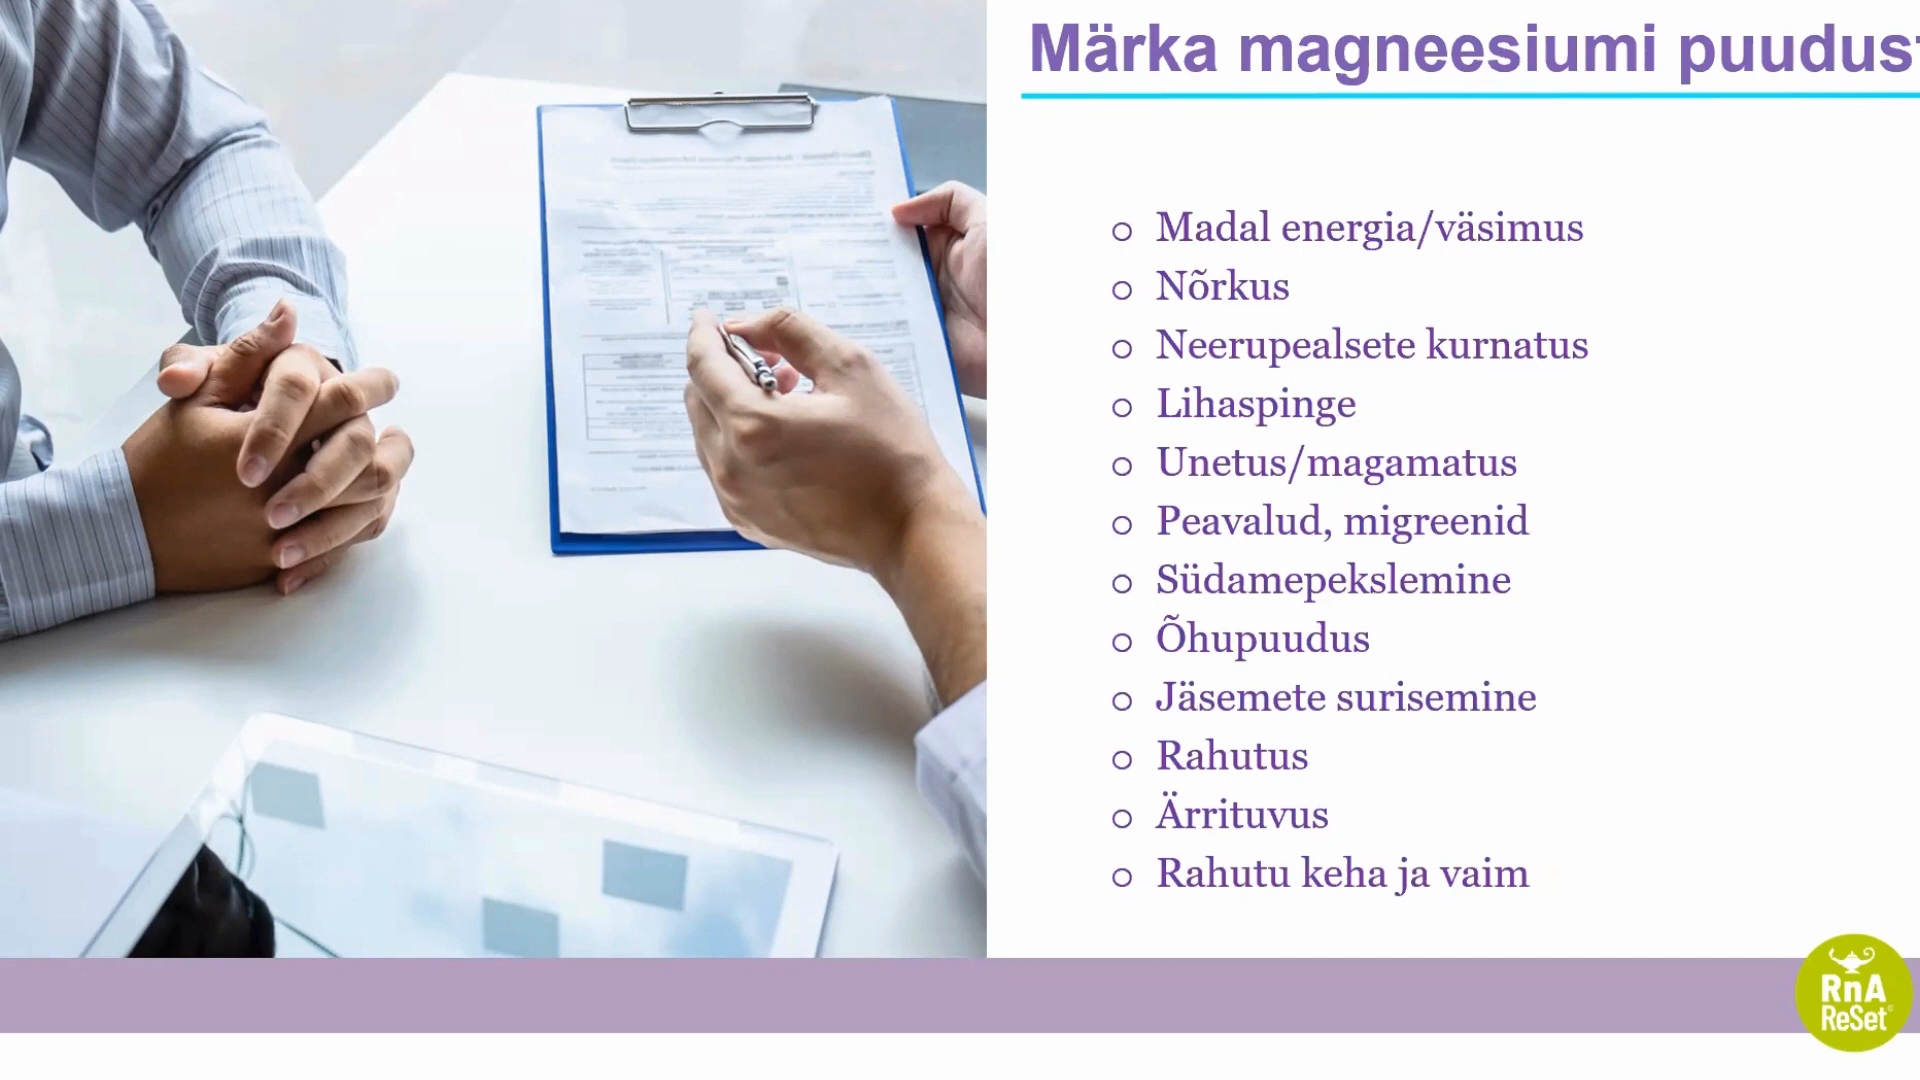 Märka magneesiumi puudust
Madal energia/väsimus
Nõrkus
Neerupealsete kurnatus
Lihaspinge
Unetus/magamatus
Peavalud, migreenid
Südamepekslemine
Õhupuudus
Jäsemete surisemine
Rahutus
Ärrituvus
Rahutu keha ja vaim
RnA
ReSet